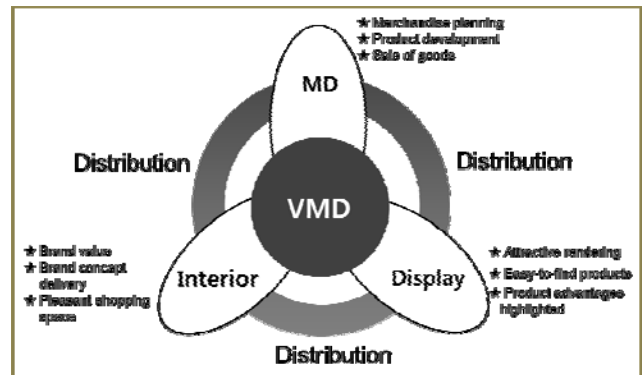 ★ Merchandise planning
★ Product development
★ Sale of goods
MD
Distribution
Distribution
VMD
★ Brand value
★ Brand concept
delivery
★ Pleasant shopping
space
Interior
Display
★ Attractive rendering
★ Easy-to-find products
★ Product advantages
highlighted
Distribution